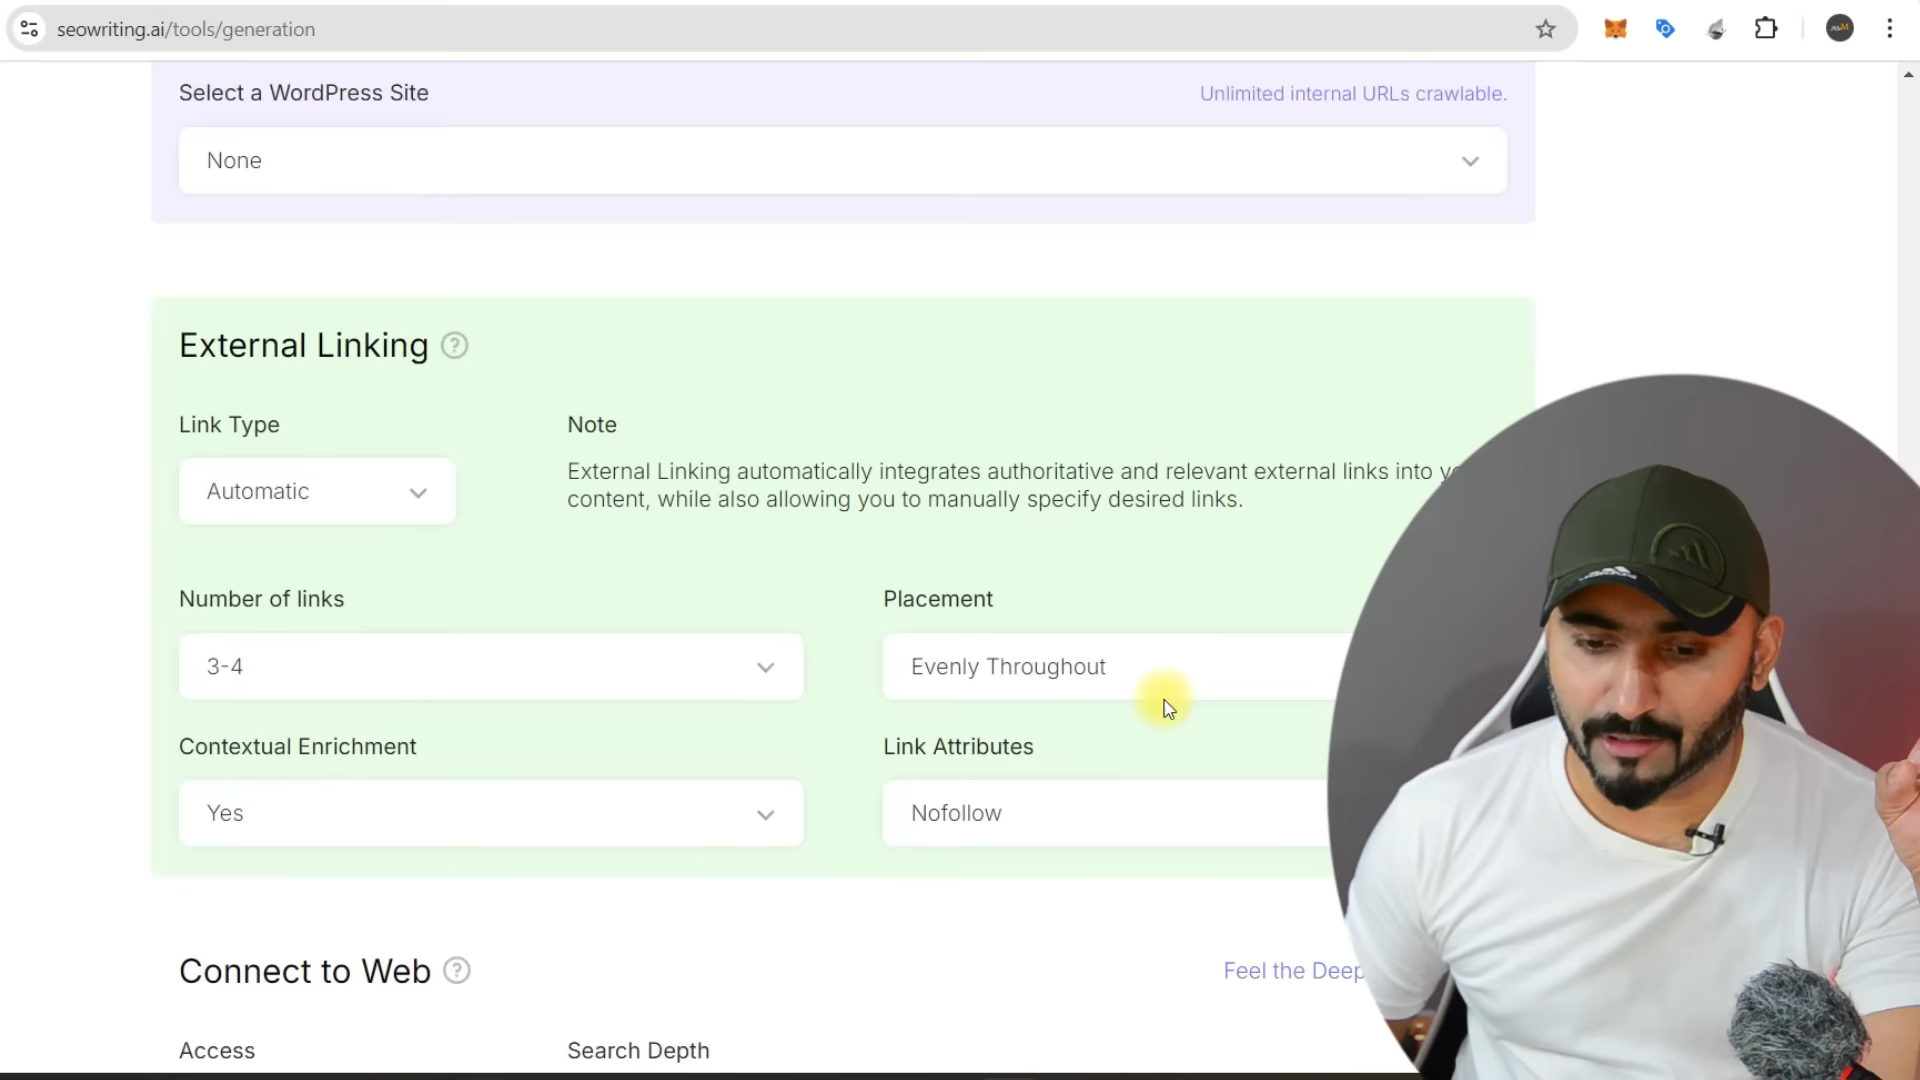 seowriting.ai/tools/generation
Select a WordPress Site
Unlimited internal URLs crawlable.
None
External Linking
Link Type
Note
Automatic
External Linking automatically integrates authoritative and relevant external links into
content, while also allowing you to manually specify desired links.
Number of links
Placement
3-4
Evenly Throughout
Contextual Enrichment
Link Attributes
Yes
Nofollow
Connect to Web
Feel the Deep
Access
Search Depth